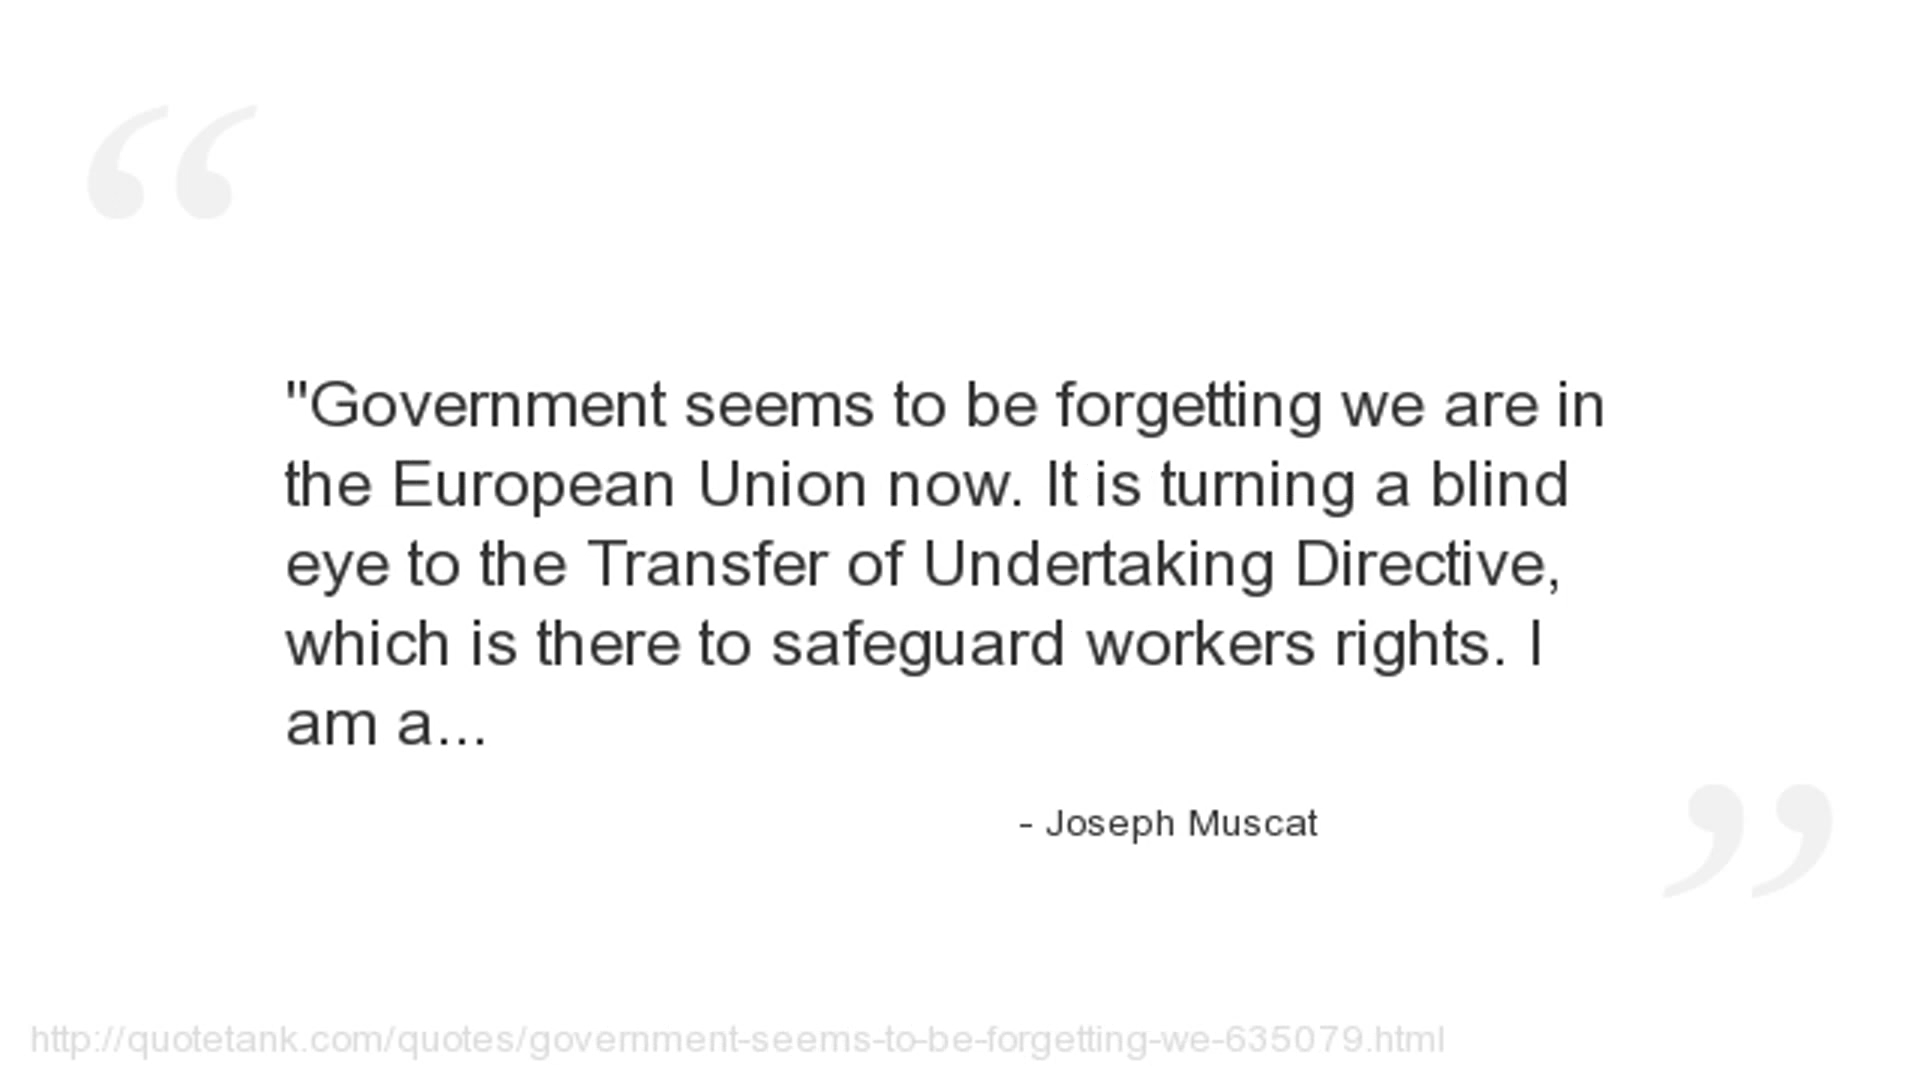 "Government seems to be forgetting we are in
the European Union now. It is turning a blind
eye to the Transfer of Undertaking Directive,
which is there to safeguard workers rights. I
am a...
- Joseph Muscat
http://quotetank.com/quotes/government-seems-to-be-forgetting-we-635079.html